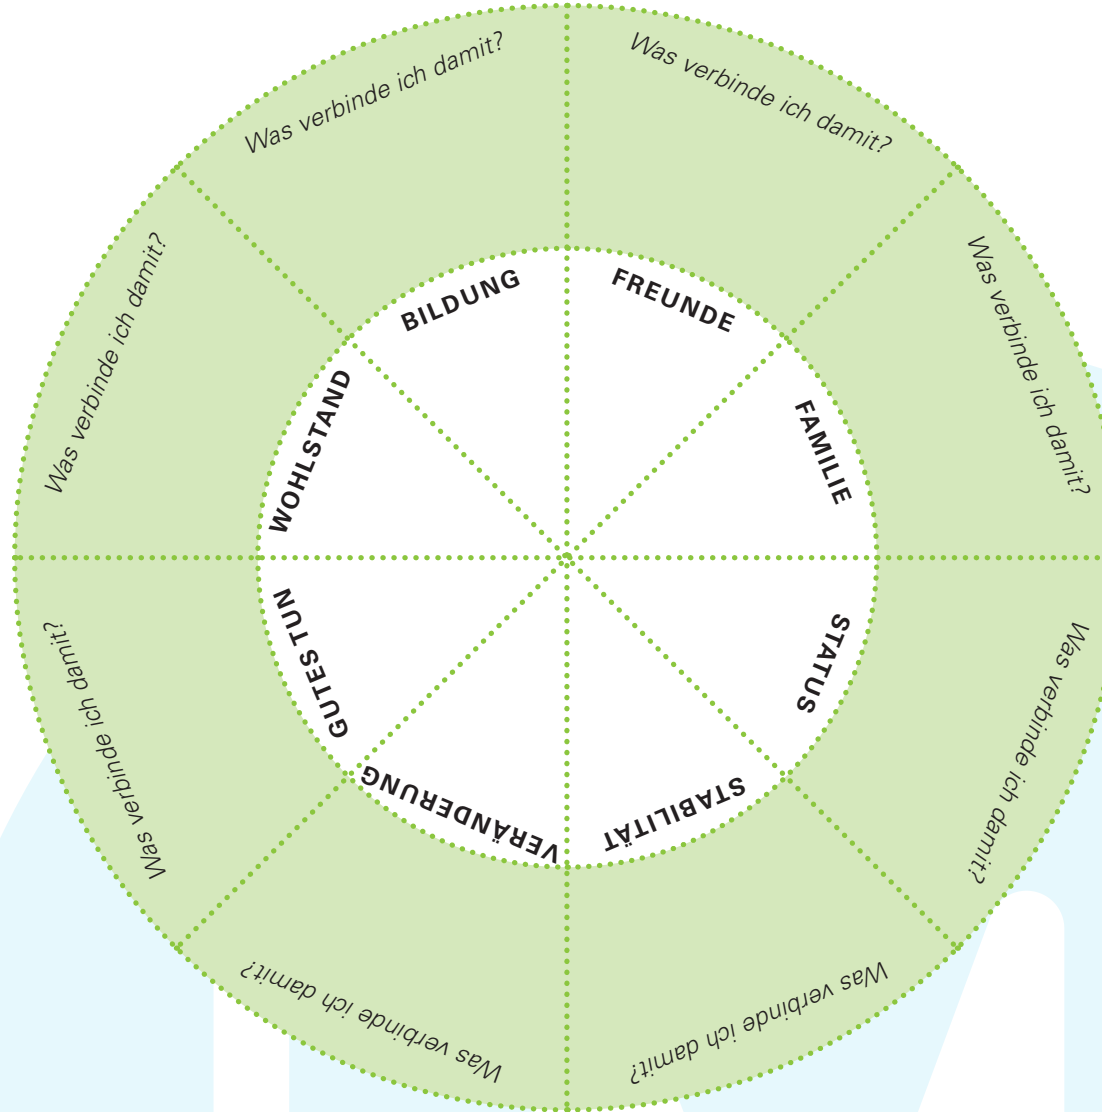 Was verbinde ich damit?
FREUNDE
Was verbinde ich damit?
FAMILIE
Was verbinde ich damit?
STATUS
Was verbinde ich damit?
STABILITÄT
Was verbinde ich damit?
VERÄNDERUNG
Was verbinde ich damit?
GUTES TUN
Was verbinde ich damit?
WOHLSTAND
Was verbinde ich damit?
BILDUNG